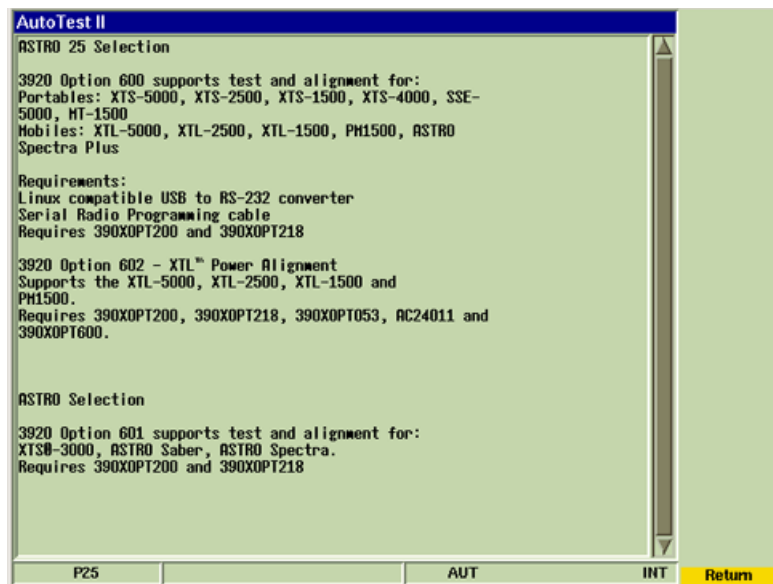 AutoTest II
ASTRO 25 Selection
3920 Option 600 supports test and alignment for:
Portables: XTS-5000, XTS-2500, XTS-1500, XTS-4000, SSE-
5000, MT-1500
Mobiles: XTL-5000, XTL-2500, XTL-1500, PM1500, ASTRO
Spectra Plus
Requirements:
Linux compatible USB to RS-232 converter
Serial Radio Programming cable
Requires 390XOPT200 and 390XOPT218
3920 Option 602 - XTL™ Power Alignment
Supports the XTL-5000, XTL-2500, XTL-1500 and
PM1500.
Requires 390XOPT200, 390XOPT218, 390XOPT053, AC24011 and
390XOPT600.
ASTRO Selection
3920 Option 601 supports test and alignment for:
XTS®-3000, ASTRO Saber, ASTRO Spectra.
Requires 390XOPT200 and 390XOPT218
P25 AUT INT Return